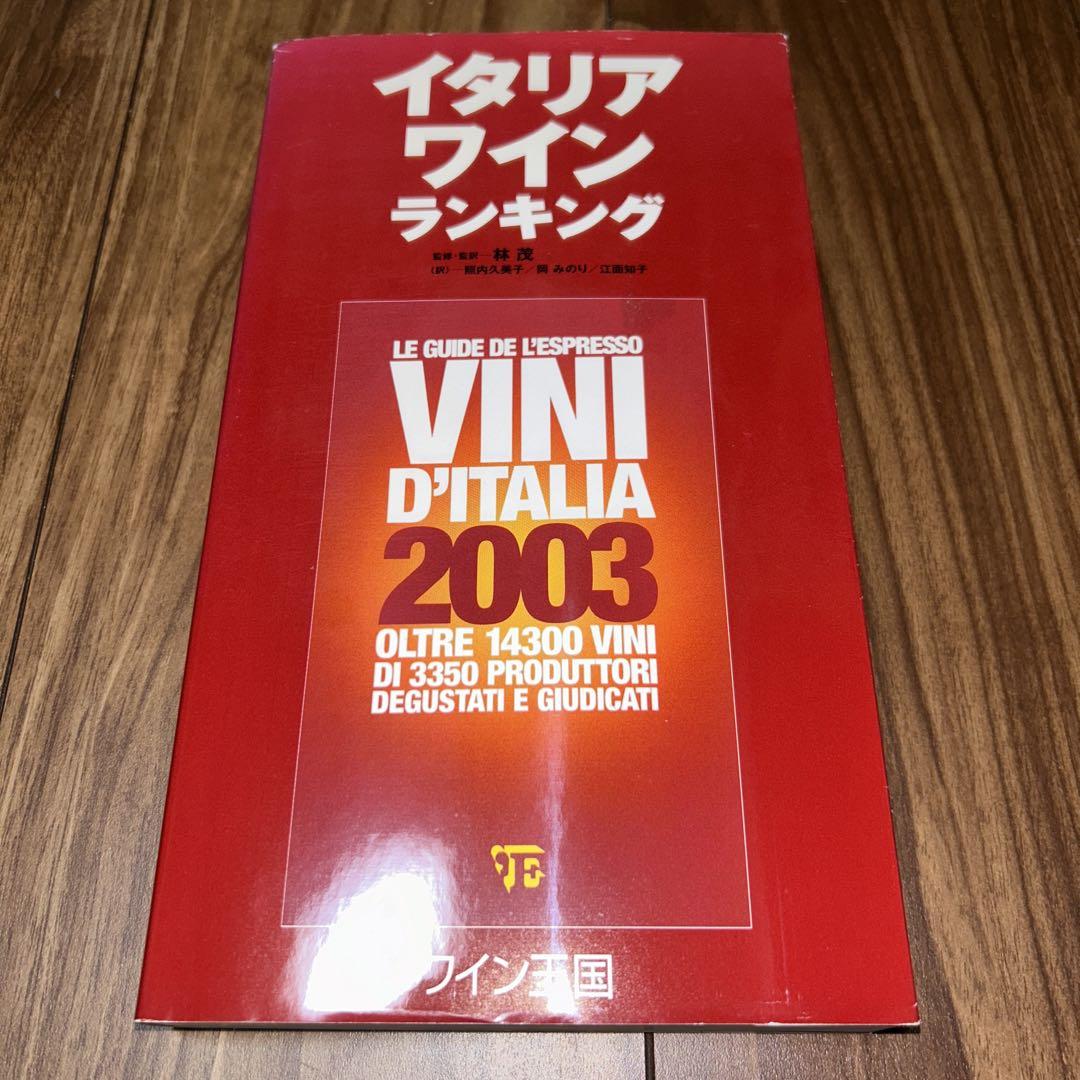 イタリア
ワイン
ランキング
監修・監訳─林 茂
(訳)─照内久美子/岡 みのり/江面知子
LE GUIDE DE L'ESPRESSO
VINI
D'ITALIA
2003
OLTRE 14300 VINI
DI 3350 PRODUTTORI
DEGUSTATI E GIUDICATI
'E
ワイン王国